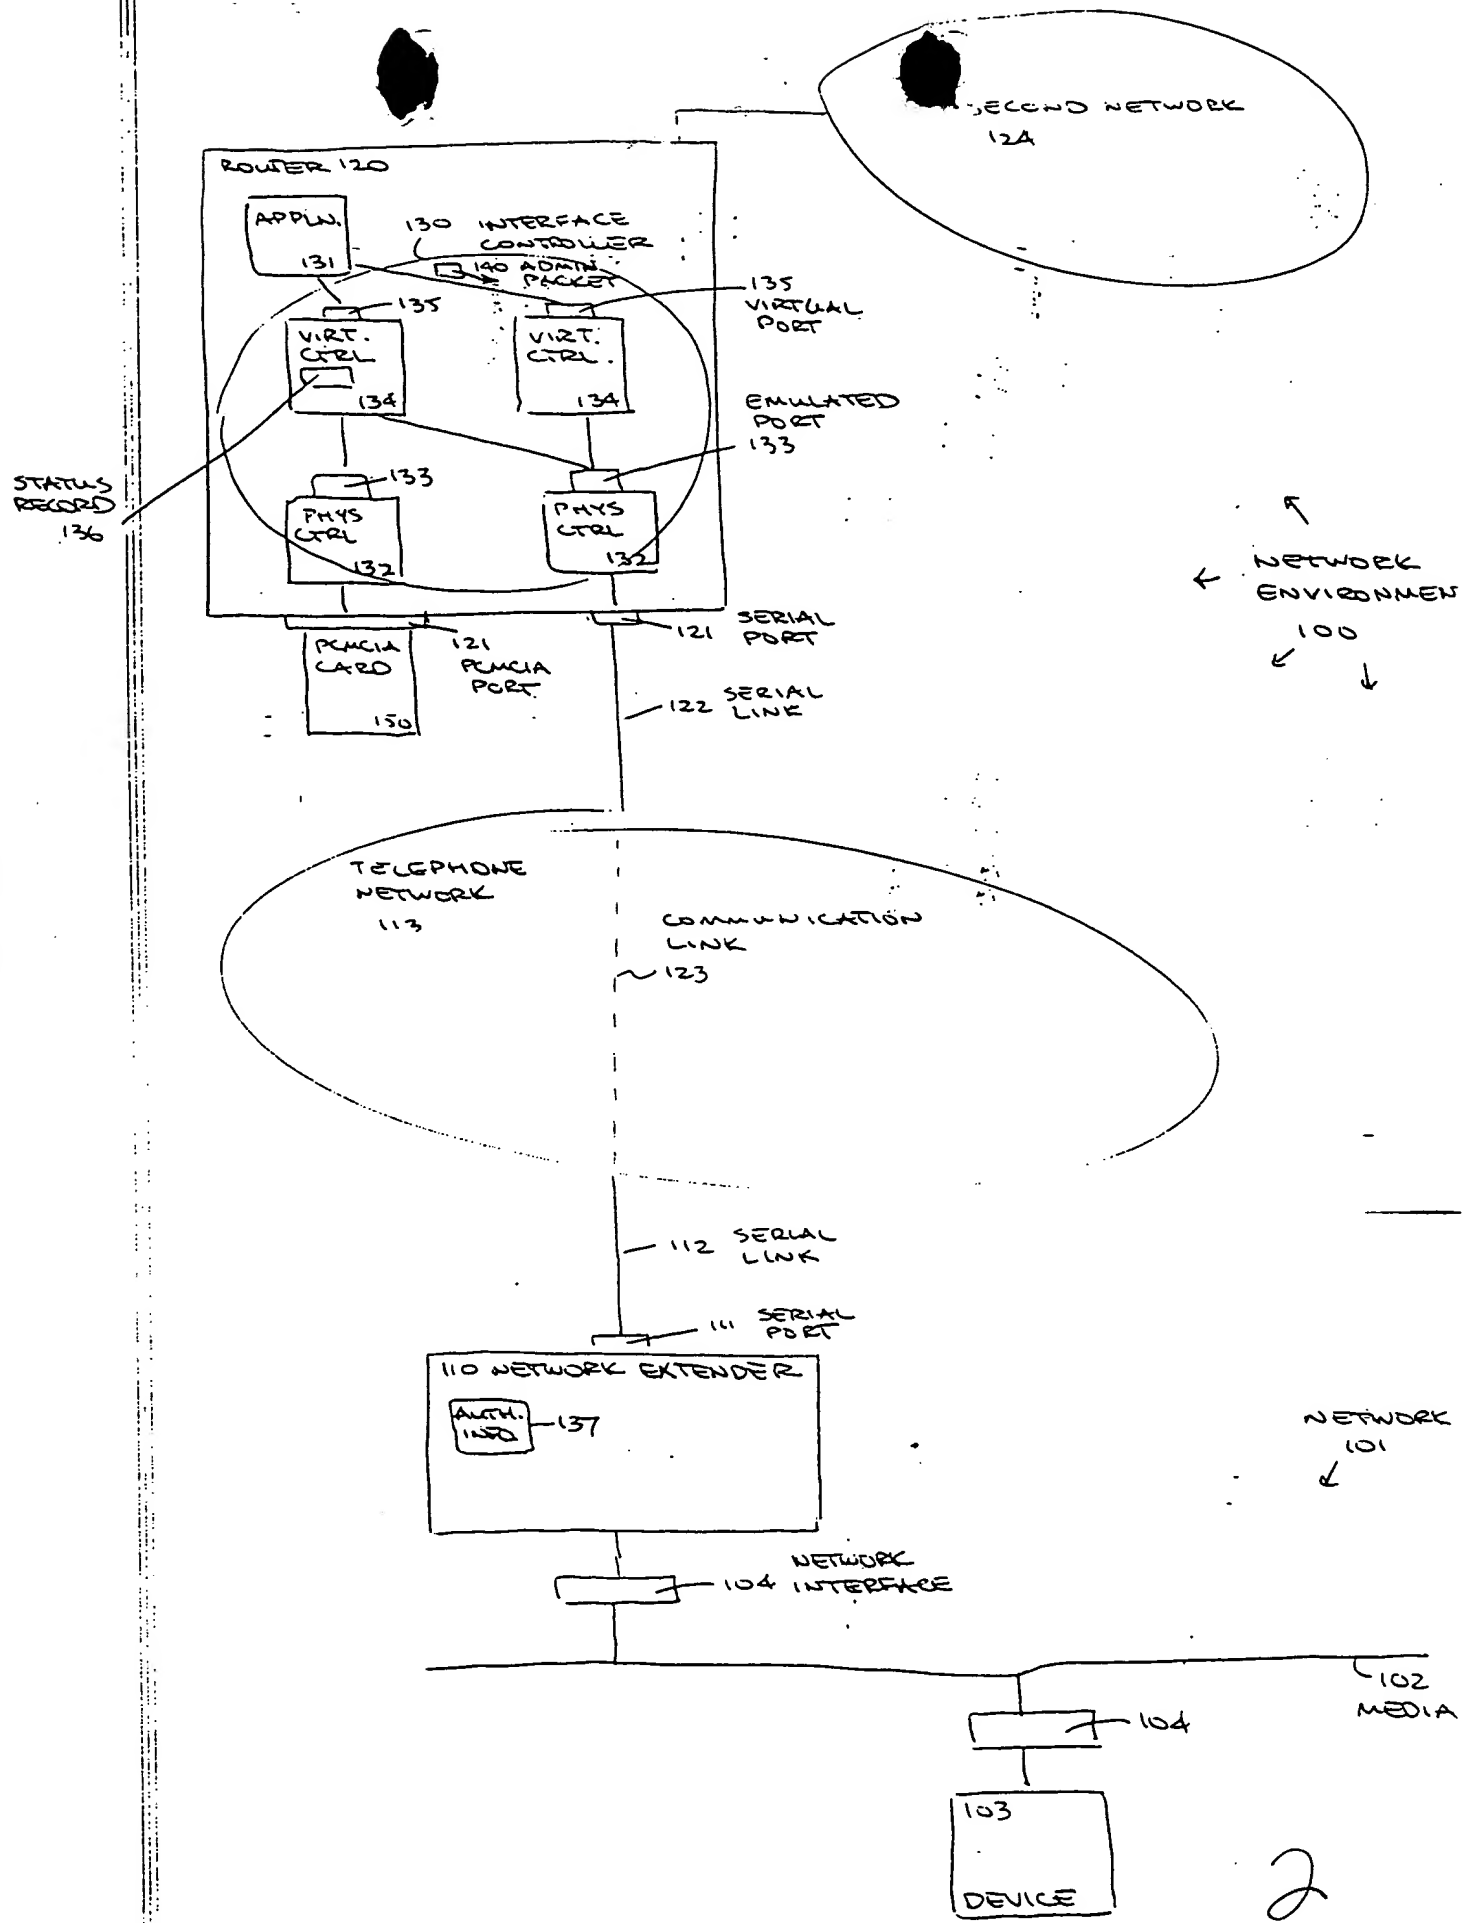 SECOND NETWORK
124
ROUTER 120
APPLN.
131
130 INTERFACE
CONTROLLER
140 ADMIN.
PACKET
135
135
VIRTUAL
PORT
VIRT.
CTRL
134
VIRT.
CTRL.
134
EMULATED
PORT
133
STATUS
RECORD
136
133
PHYS
CTRL
132
PHYS
CTRL
132
NETWORK
ENVIRONMEN
100
PCMCIA
CARD
150
121
PCMCIA
PORT
121
SERIAL
PORT
122 SERIAL
LINK
TELEPHONE
NETWORK
113
COMMUNICATION
LINK
123
112 SERIAL
LINK
111 SERIAL
PORT
110 NETWORK EXTENDER
AUTH.
INFO
137
NETWORK
101
NETWORK
104 INTERFACE
102
MEDIA
104
103
DEVICE
2